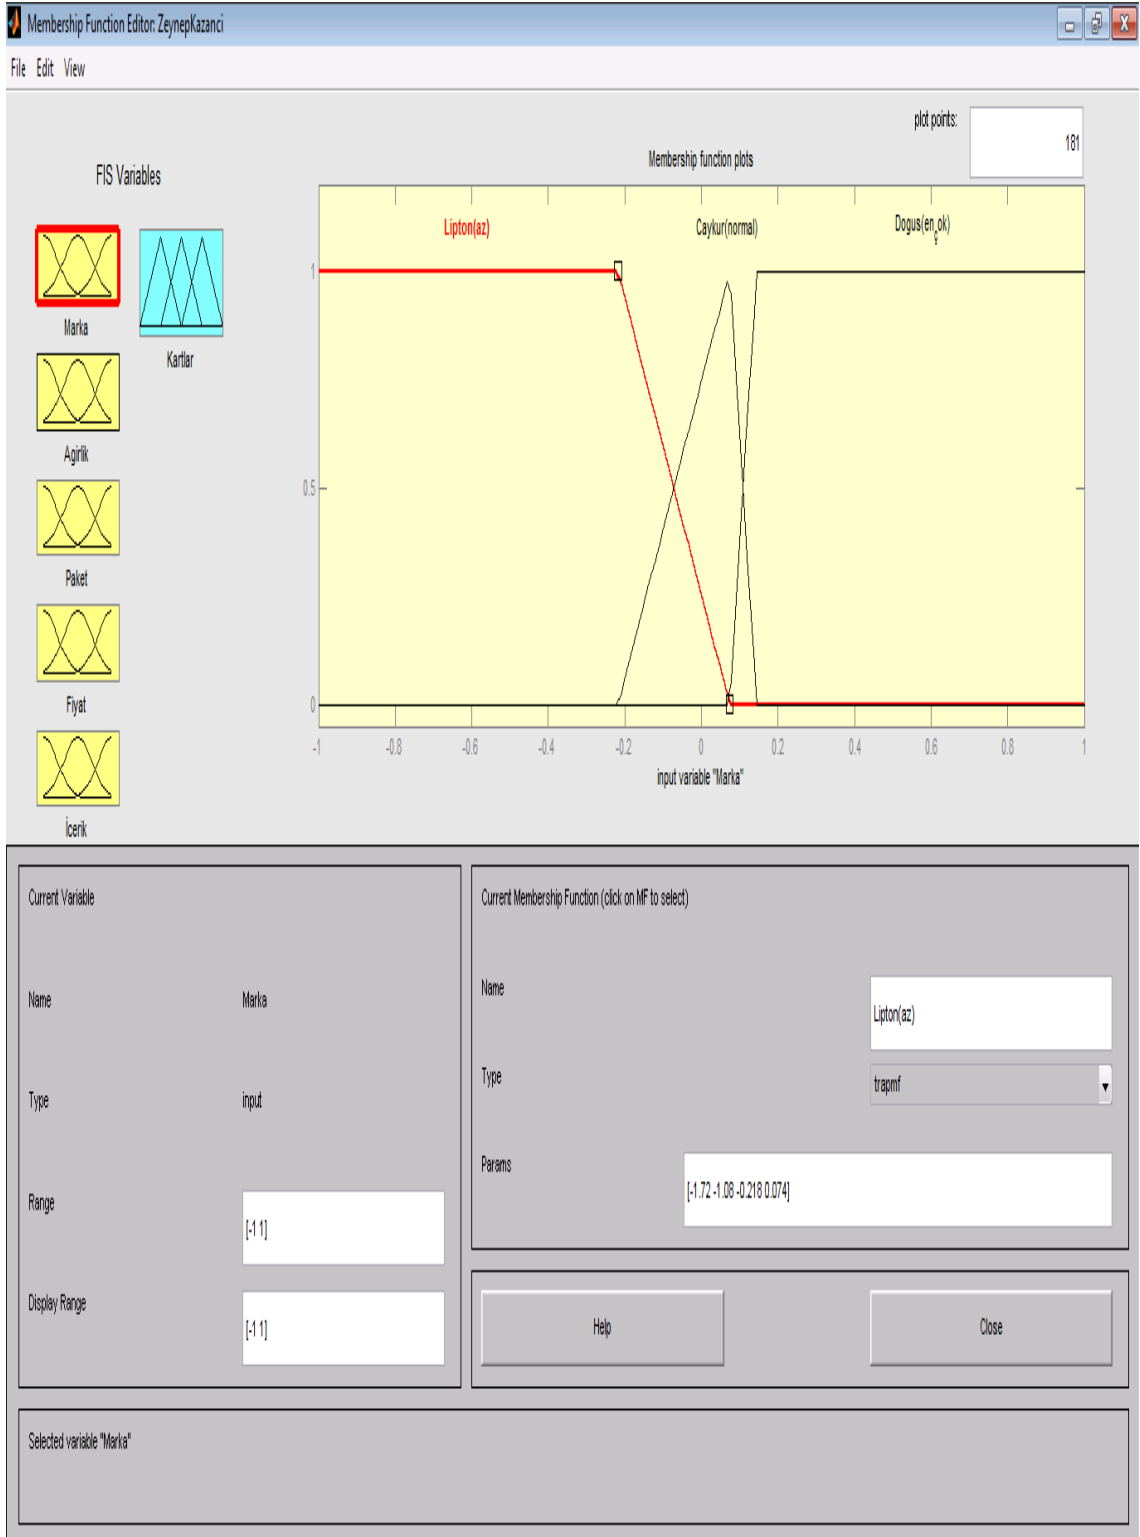 Membership Function Editor: ZeynepKazanci
File Edit View
plot points:
181
FIS Variables
Membership function plots
Lipton(az)
Caykur(normal)
Dogus(en_çok)
Marka
Kartlar
Agirlik
Paket
Fiyat
İcerik
1
0.5
0
-1 -0.8 -0.6 -0.4 -0.2 0 0.2 0.4 0.6 0.8 1
input variable "Marka"
Current Variable
Name Marka
Type input
Range [-1 1]
Display Range [-1 1]
Current Membership Function (click on MF to select)
Name Lipton(az)
Type trapmf
Params [-1.72 -1.08 -0.218 0.074]
Help Close
Selected variable "Marka"